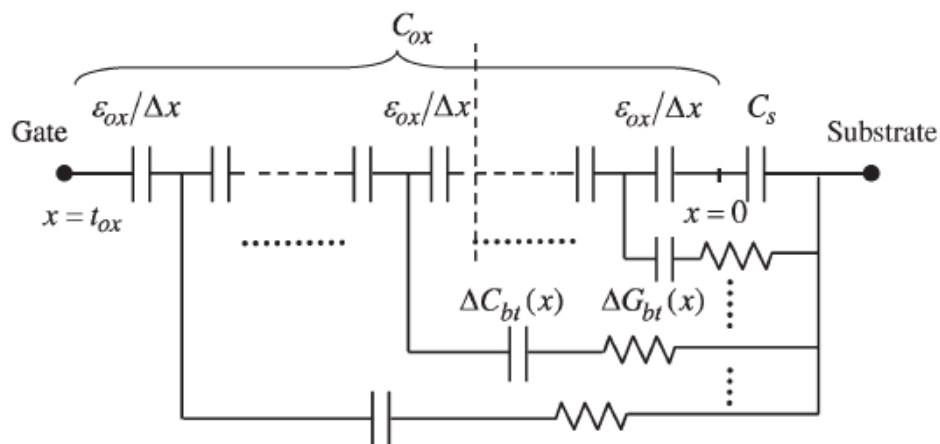 C_ox
ε_ox/Δx ε_ox/Δx ε_ox/Δx C_s
Gate Substrate
x = t_ox x = 0
ΔC_bt(x) ΔG_bt(x)